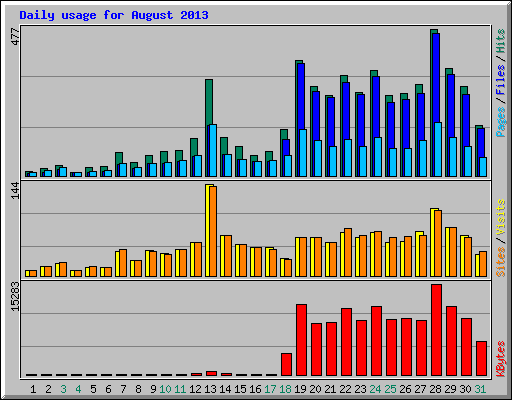 Daily usage for August 2013
477
Pages / Files / Hits
144
Sites / Visits
15283
KBytes
1 2 3 4 5 6 7 8 9 10 11 12 13 14 15 16 17 18 19 20 21 22 23 24 25 26 27 28 29 30 31